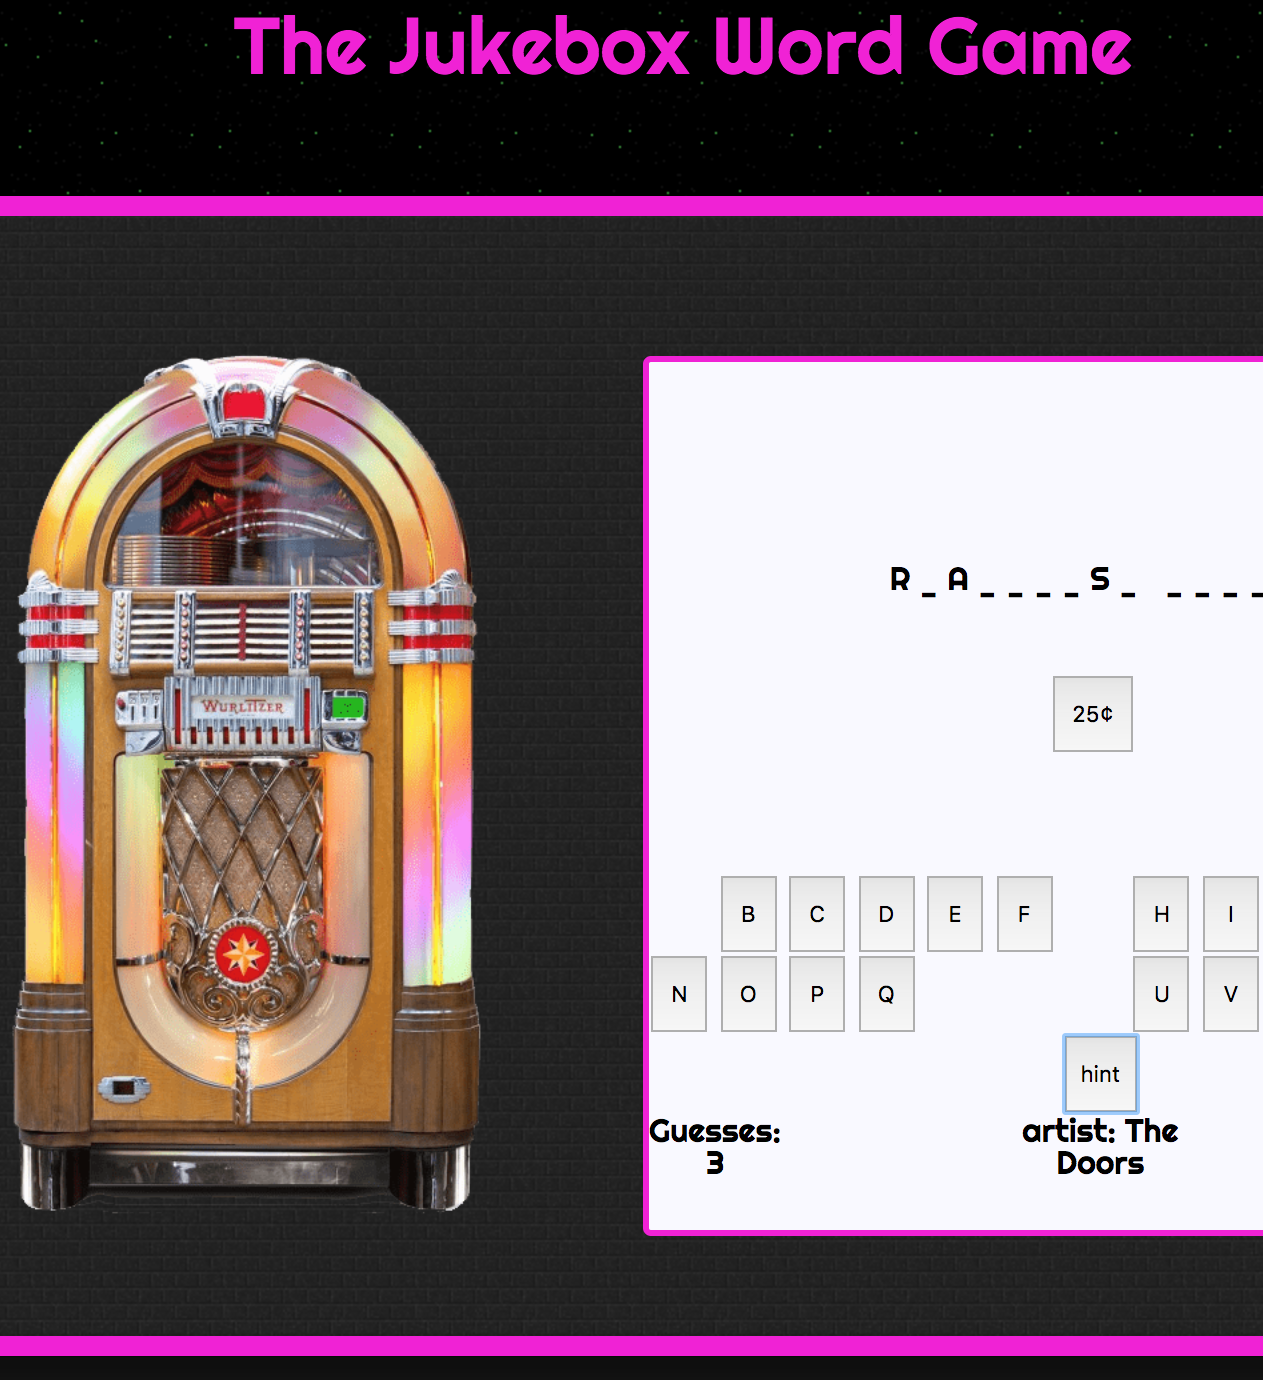 The Jukebox Word Game
R _ A _ _ _ _ S _ _ _ _ _
25¢
B C D E F H I
N O P Q U V
hint
Guesses:
3
artist: The
Doors
WURLITZER